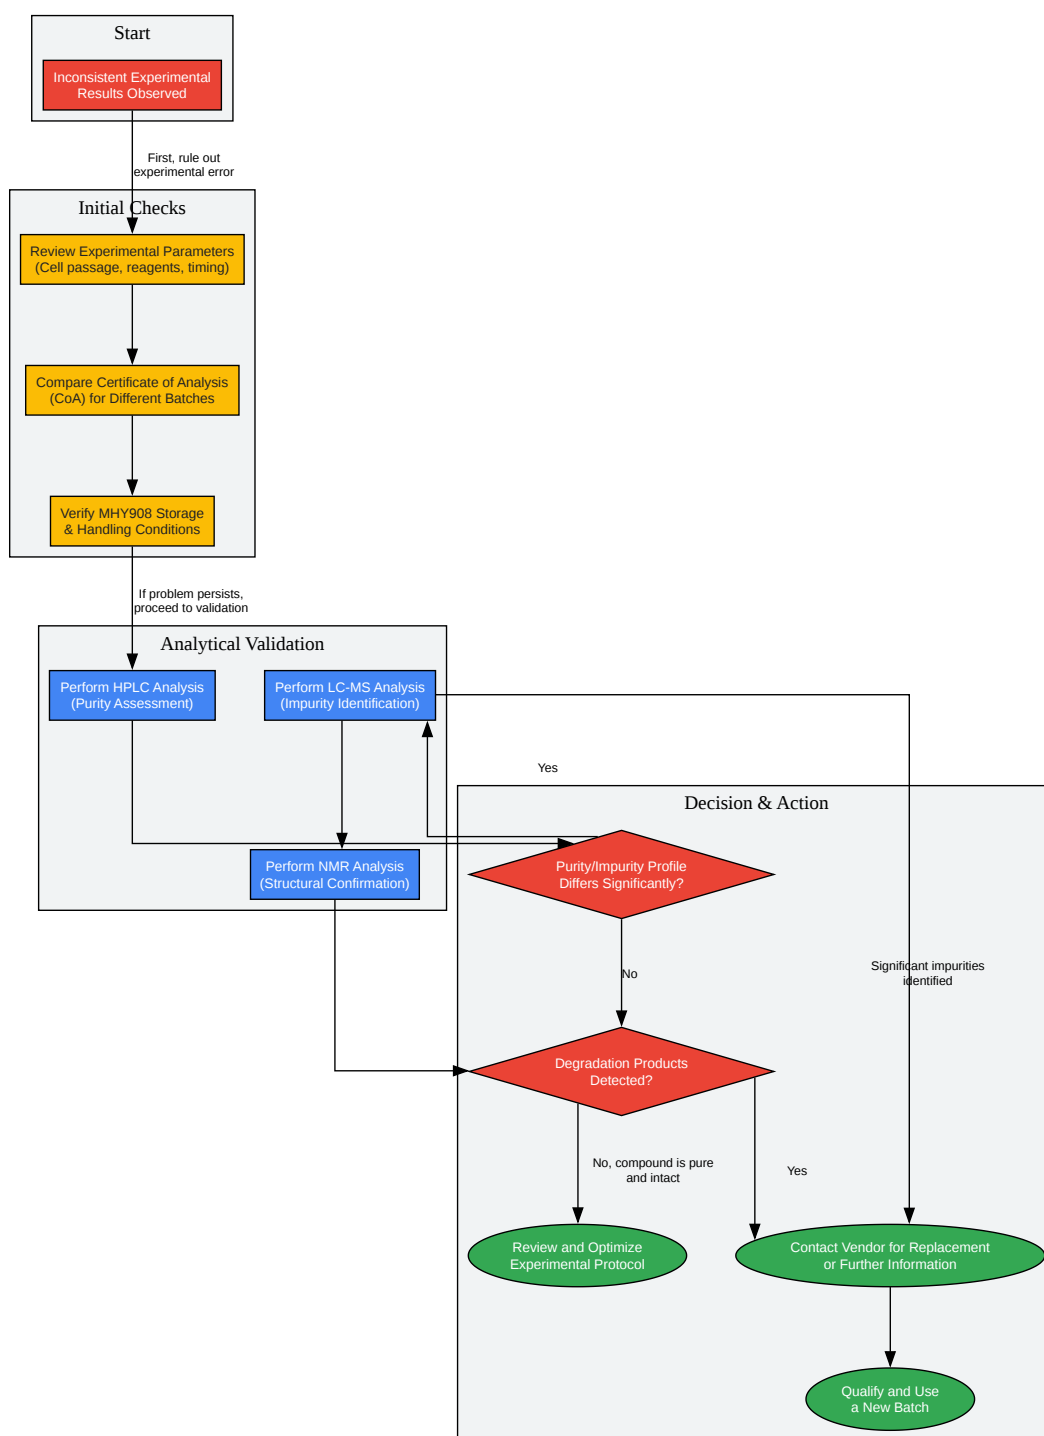 Start
Inconsistent Experimental
Results Observed
First, rule out
experimental error
Initial Checks
Review Experimental Parameters
(Cell passage, reagents, timing)
Compare Certificate of Analysis
(CoA) for Different Batches
Verify MHY908 Storage
& Handling Conditions
If problem persists,
proceed to validation
Analytical Validation
Perform HPLC Analysis
(Purity Assessment)
Perform LC-MS Analysis
(Impurity Identification)
Yes
Decision & Action
Perform NMR Analysis
(Structural Confirmation)
Purity/Impurity Profile
Differs Significantly?
No
Significant impurities
identified
Degradation Products
Detected?
No, compound is pure
and intact
Yes
Review and Optimize
Experimental Protocol
Contact Vendor for Replacement
or Further Information
Qualify and Use
a New Batch